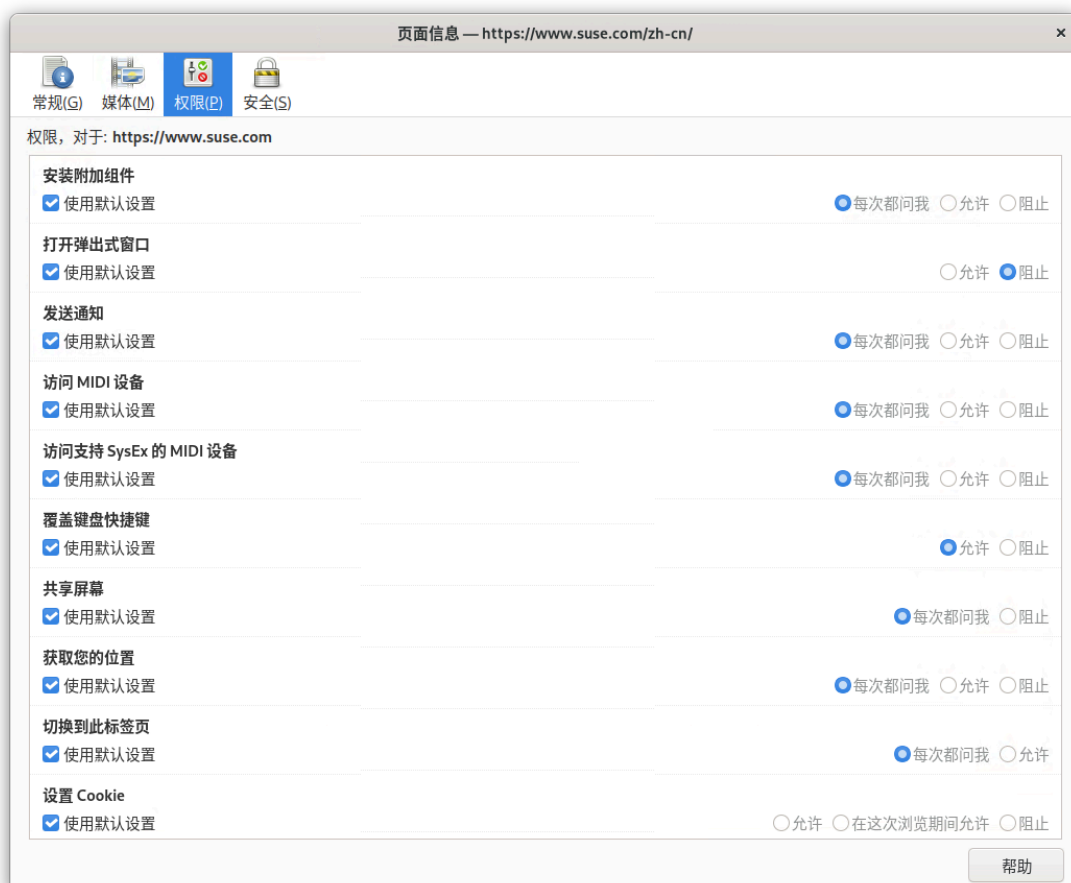 页面信息 — https://www.suse.com/zh-cn/
常规(G) 媒体(M) 权限(P) 安全(S)
权限，对于: https://www.suse.com
安装附加组件
使用默认设置 每次都问我 允许 阻止
打开弹出式窗口
使用默认设置 允许 阻止
发送通知
使用默认设置 每次都问我 允许 阻止
访问 MIDI 设备
使用默认设置 每次都问我 允许 阻止
访问支持 SysEx 的 MIDI 设备
使用默认设置 每次都问我 允许 阻止
覆盖键盘快捷键
使用默认设置 允许 阻止
共享屏幕
使用默认设置 每次都问我 阻止
获取您的位置
使用默认设置 每次都问我 允许 阻止
切换到此标签页
使用默认设置 每次都问我 允许
设置 Cookie
使用默认设置 允许 在这次浏览期间允许 阻止
帮助